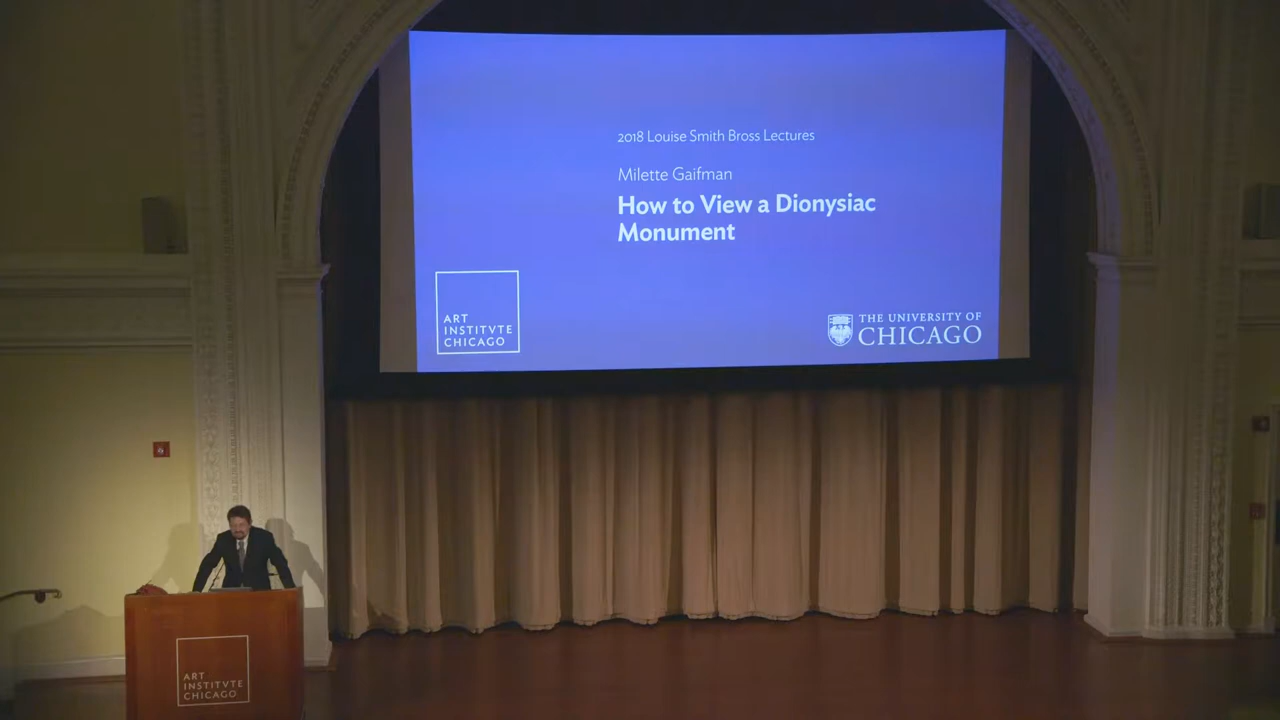 2018 Louise Smith Bross Lectures
Milette Gaifman
How to View a Dionysiac
Monument
ART
INSTITVTE
CHICAGO
THE UNIVERSITY OF
CHICAGO
ART
INSTITVTE
CHICAGO